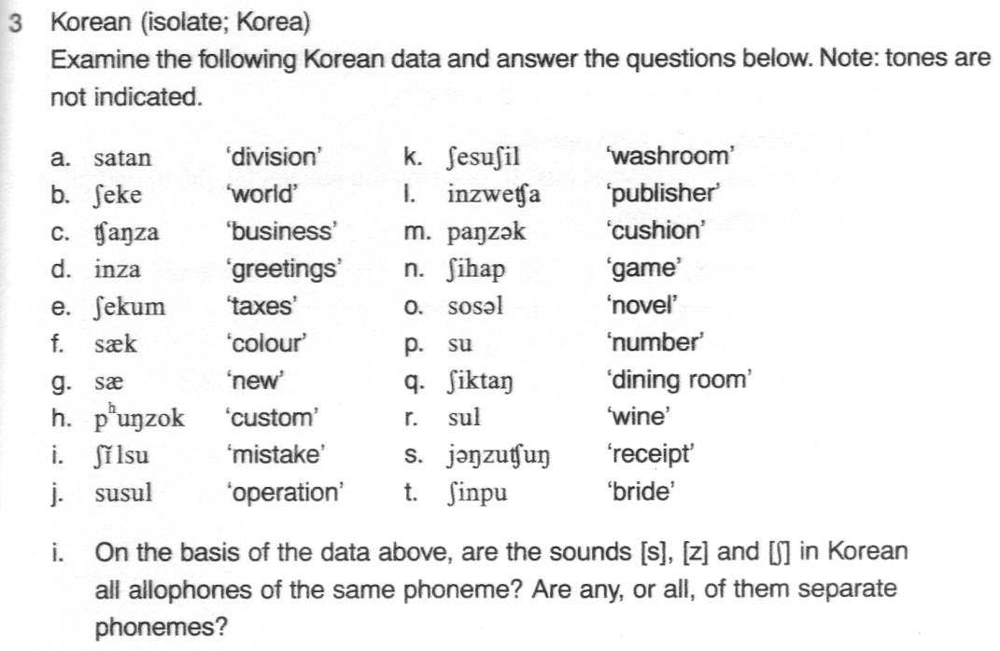 3 Korean (isolate; Korea)
Examine the following Korean data and answer the questions below. Note: tones are
not indicated.
a. satan ‘division’ k. ʃesuʃil ‘washroom’
b. ʃeke ‘world’ l. inzweʧa ‘publisher’
c. ʧaŋza ‘business’ m. paŋzək ‘cushion’
d. inza ‘greetings’ n. ʃihap ‘game’
e. ʃekum ‘taxes’ o. sosəl ‘novel’
f. sæk ‘colour’ p. su ‘number’
g. sæ ‘new’ q. ʃiktaŋ ‘dining room’
h. pʰuŋzok ‘custom’ r. sul ‘wine’
i. ʃĭlsu ‘mistake’ s. jəŋzuʧuŋ ‘receipt’
j. susul ‘operation’ t. ʃinpu ‘bride’
i. On the basis of the data above, are the sounds [s], [z] and [ʃ] in Korean
all allophones of the same phoneme? Are any, or all, of them separate
phonemes?